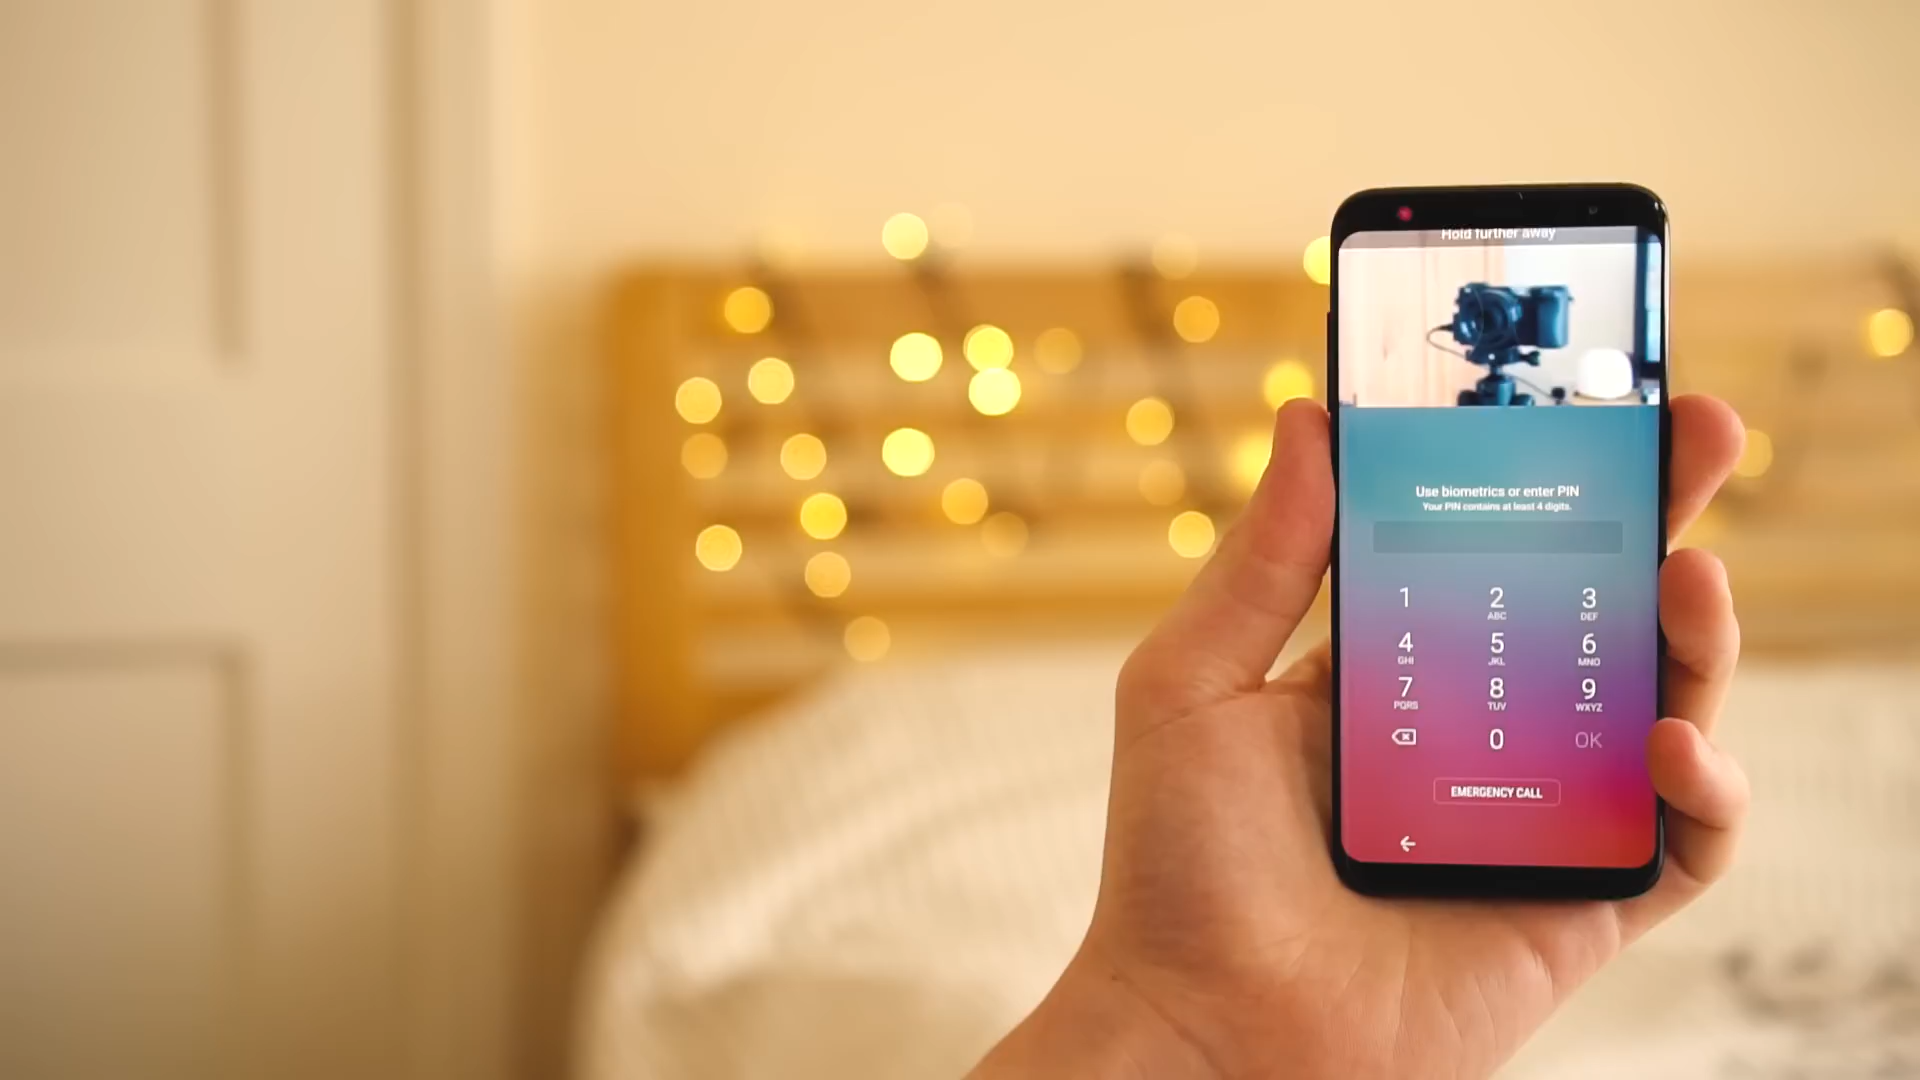 Hold further away
Use biometrics or enter PIN
Your PIN contains at least 4 digits.
1 2 3
ABC DEF
4 5 6
GHI JKL MNO
7 8 9
PQRS TUV WXYZ
0 OK
EMERGENCY CALL